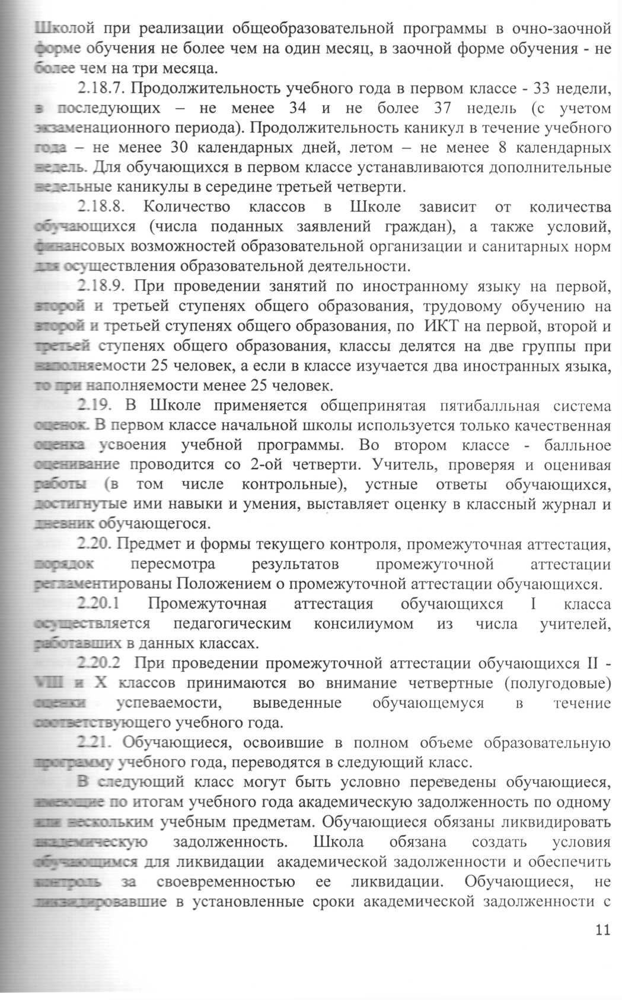 Школой при реализации общеобразовательной программы в очно-заочной
форме обучения не более чем на один месяц, в заочной форме обучения - не
более чем на три месяца.
2.18.7. Продолжительность учебного года в первом классе - 33 недели,
в последующих – не менее 34 и не более 37 недель (с учетом
экзаменационного периода). Продолжительность каникул в течение учебного
года – не менее 30 календарных дней, летом – не менее 8 календарных
недель. Для обучающихся в первом классе устанавливаются дополнительные
недельные каникулы в середине третьей четверти.
2.18.8. Количество классов в Школе зависит от количества
обучающихся (числа поданных заявлений граждан), а также условий,
финансовых возможностей образовательной организации и санитарных норм
для осуществления образовательной деятельности.
2.18.9. При проведении занятий по иностранному языку на первой,
второй и третьей ступенях общего образования, трудовому обучению на
второй и третьей ступенях общего образования, по ИКТ на первой, второй и
третьей ступенях общего образования, классы делятся на две группы при
наполняемости 25 человек, а если в классе изучается два иностранных языка,
то при наполняемости менее 25 человек.
2.19. В Школе применяется общепринятая пятибалльная система
оценок. В первом классе начальной школы используется только качественная
оценка усвоения учебной программы. Во втором классе - балльное
оценивание проводится со 2-ой четверти. Учитель, проверяя и оценивая
работы (в том числе контрольные), устные ответы обучающихся,
достигнутые ими навыки и умения, выставляет оценку в классный журнал и
дневник обучающегося.
2.20. Предмет и формы текущего контроля, промежуточная аттестация,
порядок пересмотра результатов промежуточной аттестации
регламентированы Положением о промежуточной аттестации обучающихся.
2.20.1 Промежуточная аттестация обучающихся I класса
осуществляется педагогическим консилиумом из числа учителей,
работавших в данных классах.
2.20.2 При проведении промежуточной аттестации обучающихся II -
VIII и X классов принимаются во внимание четвертные (полугодовые)
оценки успеваемости, выведенные обучающемуся в течение
соответствующего учебного года.
2.21. Обучающиеся, освоившие в полном объеме образовательную
программу учебного года, переводятся в следующий класс.
В следующий класс могут быть условно переведены обучающиеся,
имеющие по итогам учебного года академическую задолженность по одному
или нескольким учебным предметам. Обучающиеся обязаны ликвидировать
академическую задолженность. Школа обязана создать условия
обучающимся для ликвидации академической задолженности и обеспечить
контроль за своевременностью ее ликвидации. Обучающиеся, не
ликвидировавшие в установленные сроки академической задолженности с
11